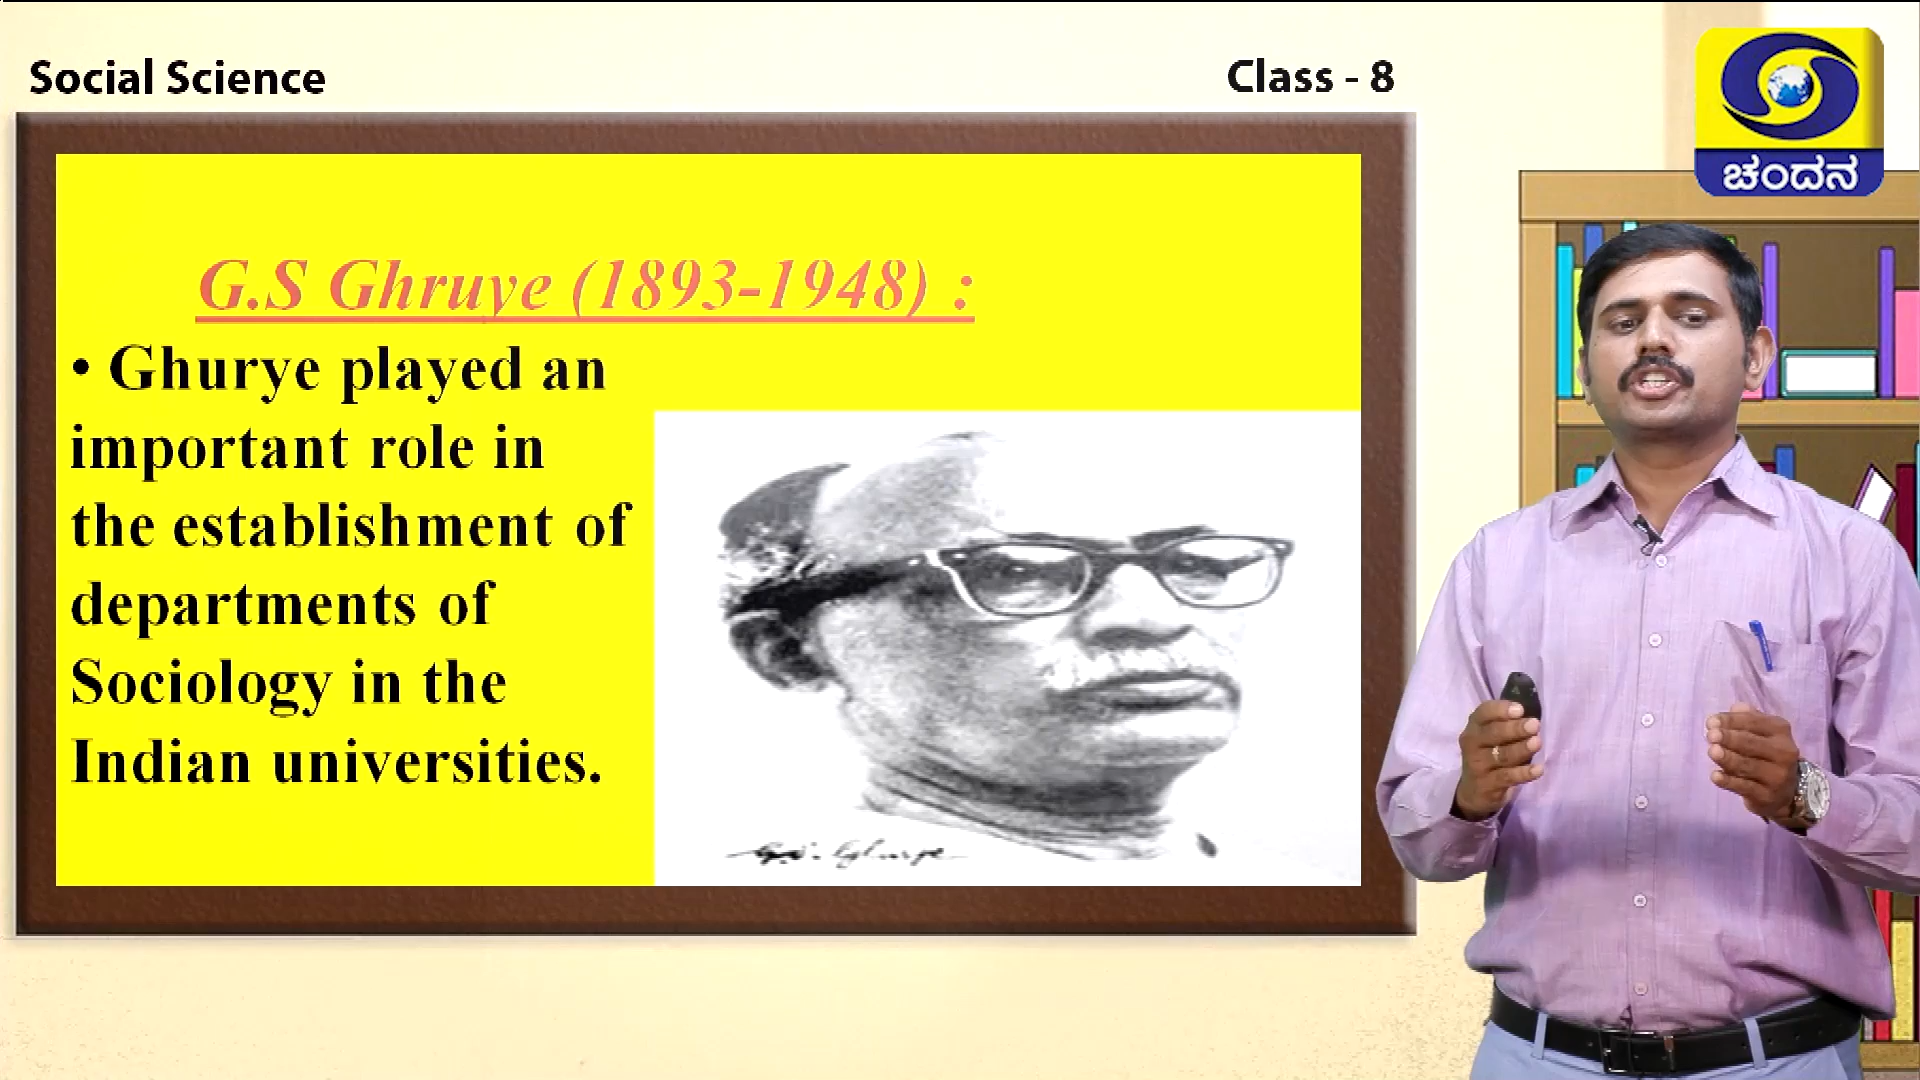 Social Science
Class - 8
ಚಂದನ
G.S Ghruye (1893-1948) :
• Ghurye played an
important role in
the establishment of
departments of
Sociology in the
Indian universities.
G.S. Ghurye